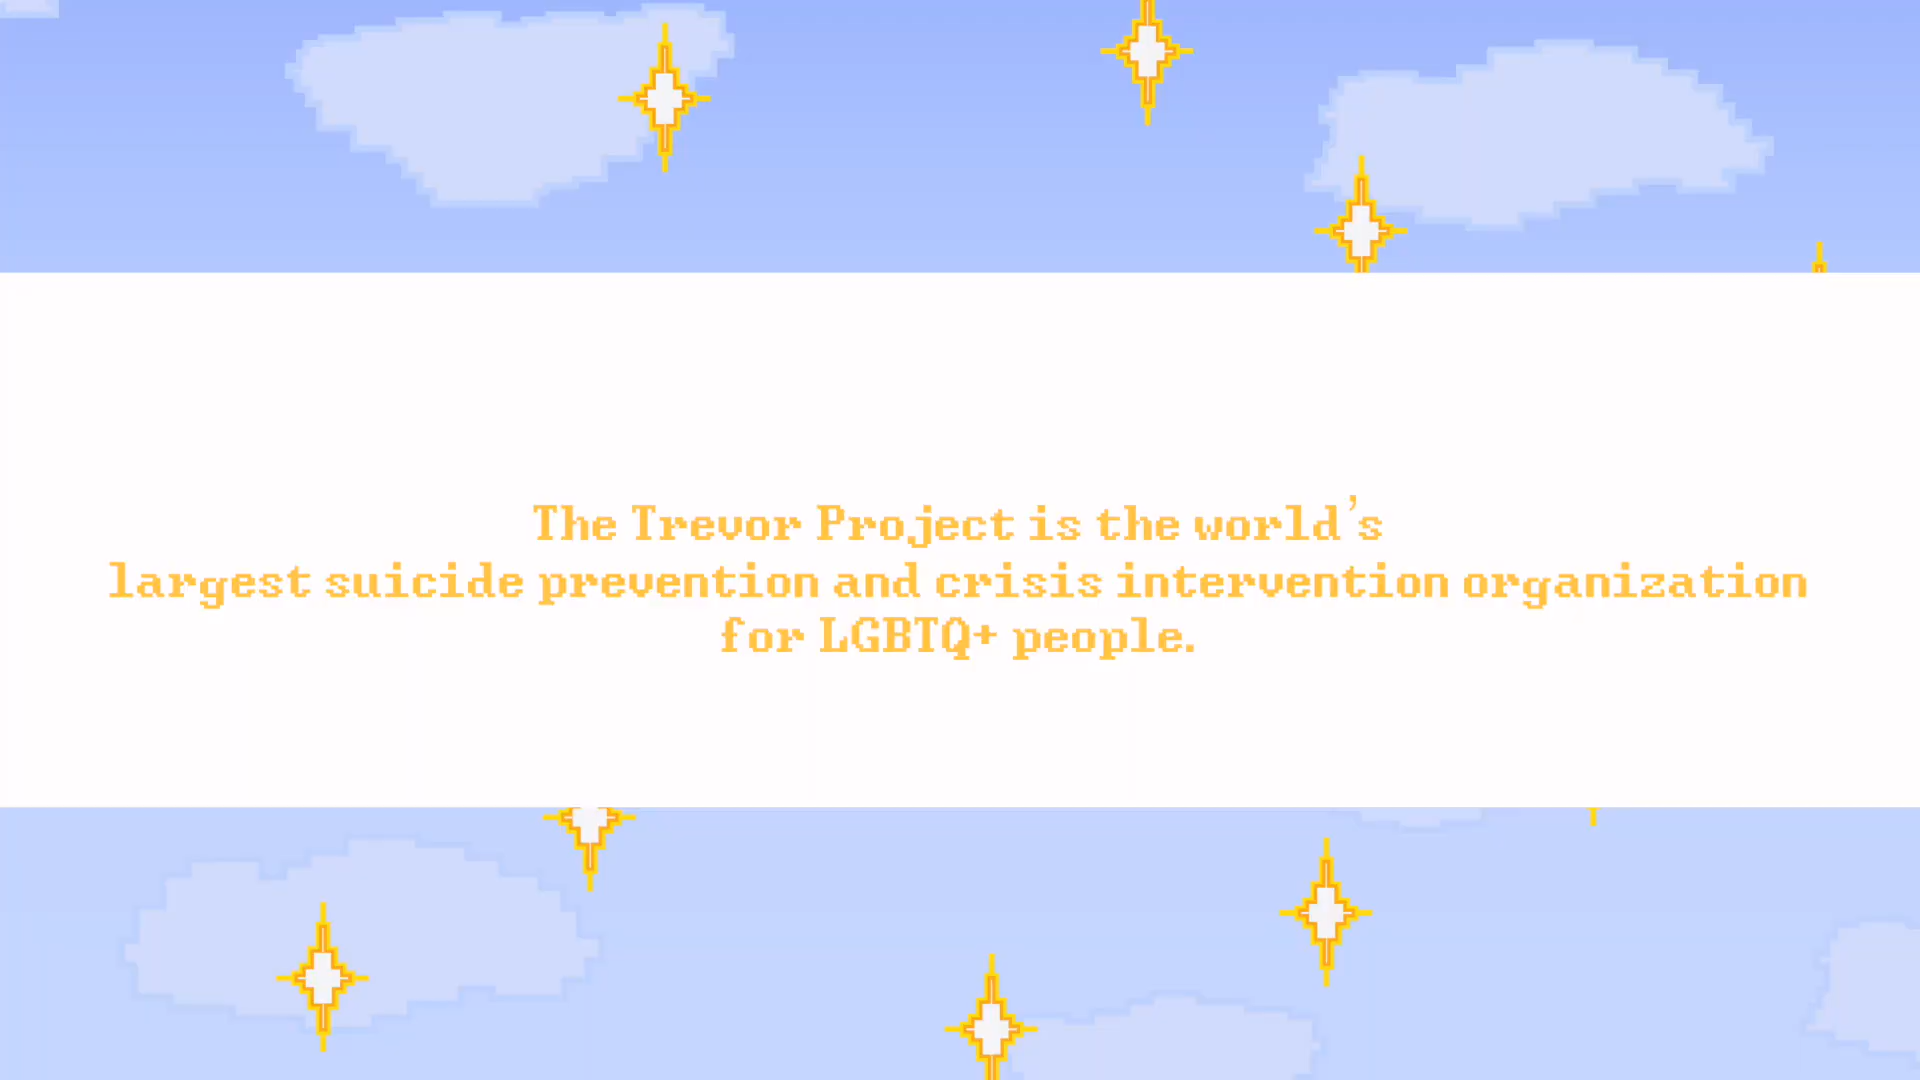 The Trevor Project is the world’s
largest suicide prevention and crisis intervention organization
for LGBTQ+ people.